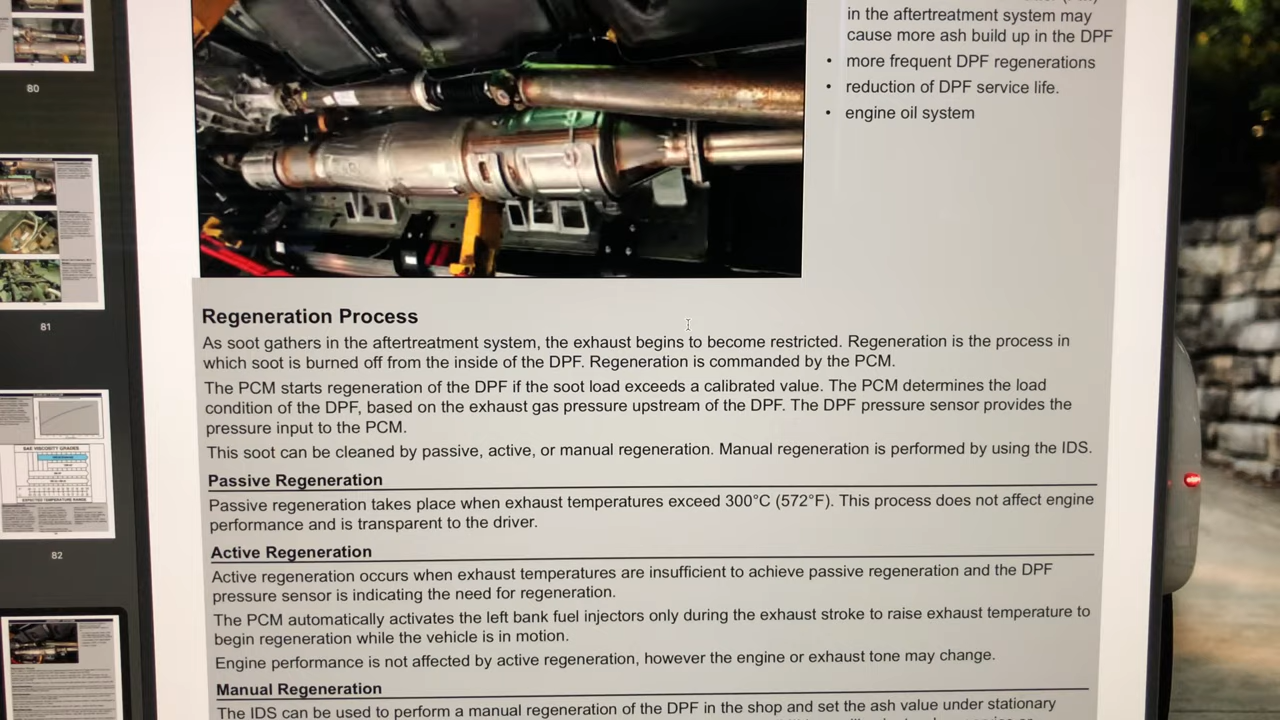 in the aftertreatment system may
cause more ash build up in the DPF
• more frequent DPF regenerations
• reduction of DPF service life.
• engine oil system
80
81
82
SAE VISCOSITY GRADES
Regeneration Process
As soot gathers in the aftertreatment system, the exhaust begins to become restricted. Regeneration is the process in
which soot is burned off from the inside of the DPF. Regeneration is commanded by the PCM.
The PCM starts regeneration of the DPF if the soot load exceeds a calibrated value. The PCM determines the load
condition of the DPF, based on the exhaust gas pressure upstream of the DPF. The DPF pressure sensor provides the
pressure input to the PCM.
This soot can be cleaned by passive, active, or manual regeneration. Manual regeneration is performed by using the IDS.
Passive Regeneration
Passive regeneration takes place when exhaust temperatures exceed 300°C (572°F). This process does not affect engine
performance and is transparent to the driver.
Active Regeneration
Active regeneration occurs when exhaust temperatures are insufficient to achieve passive regeneration and the DPF
pressure sensor is indicating the need for regeneration.
The PCM automatically activates the left bank fuel injectors only during the exhaust stroke to raise exhaust temperature to
begin regeneration while the vehicle is in motion.
Engine performance is not affected by active regeneration, however the engine or exhaust tone may change.
Manual Regeneration
The IDS can be used to perform a manual regeneration of the DPF in the shop and set the ash value under stationary